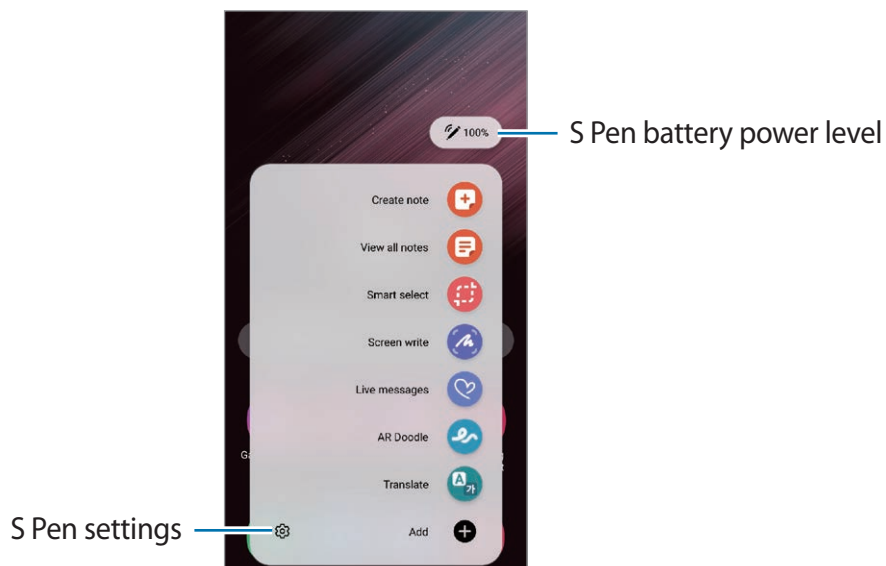 100%
S Pen battery power level
Create note
View all notes
Smart select
Screen write
Live messages
AR Doodle
Translate
A 가
S Pen settings
Add